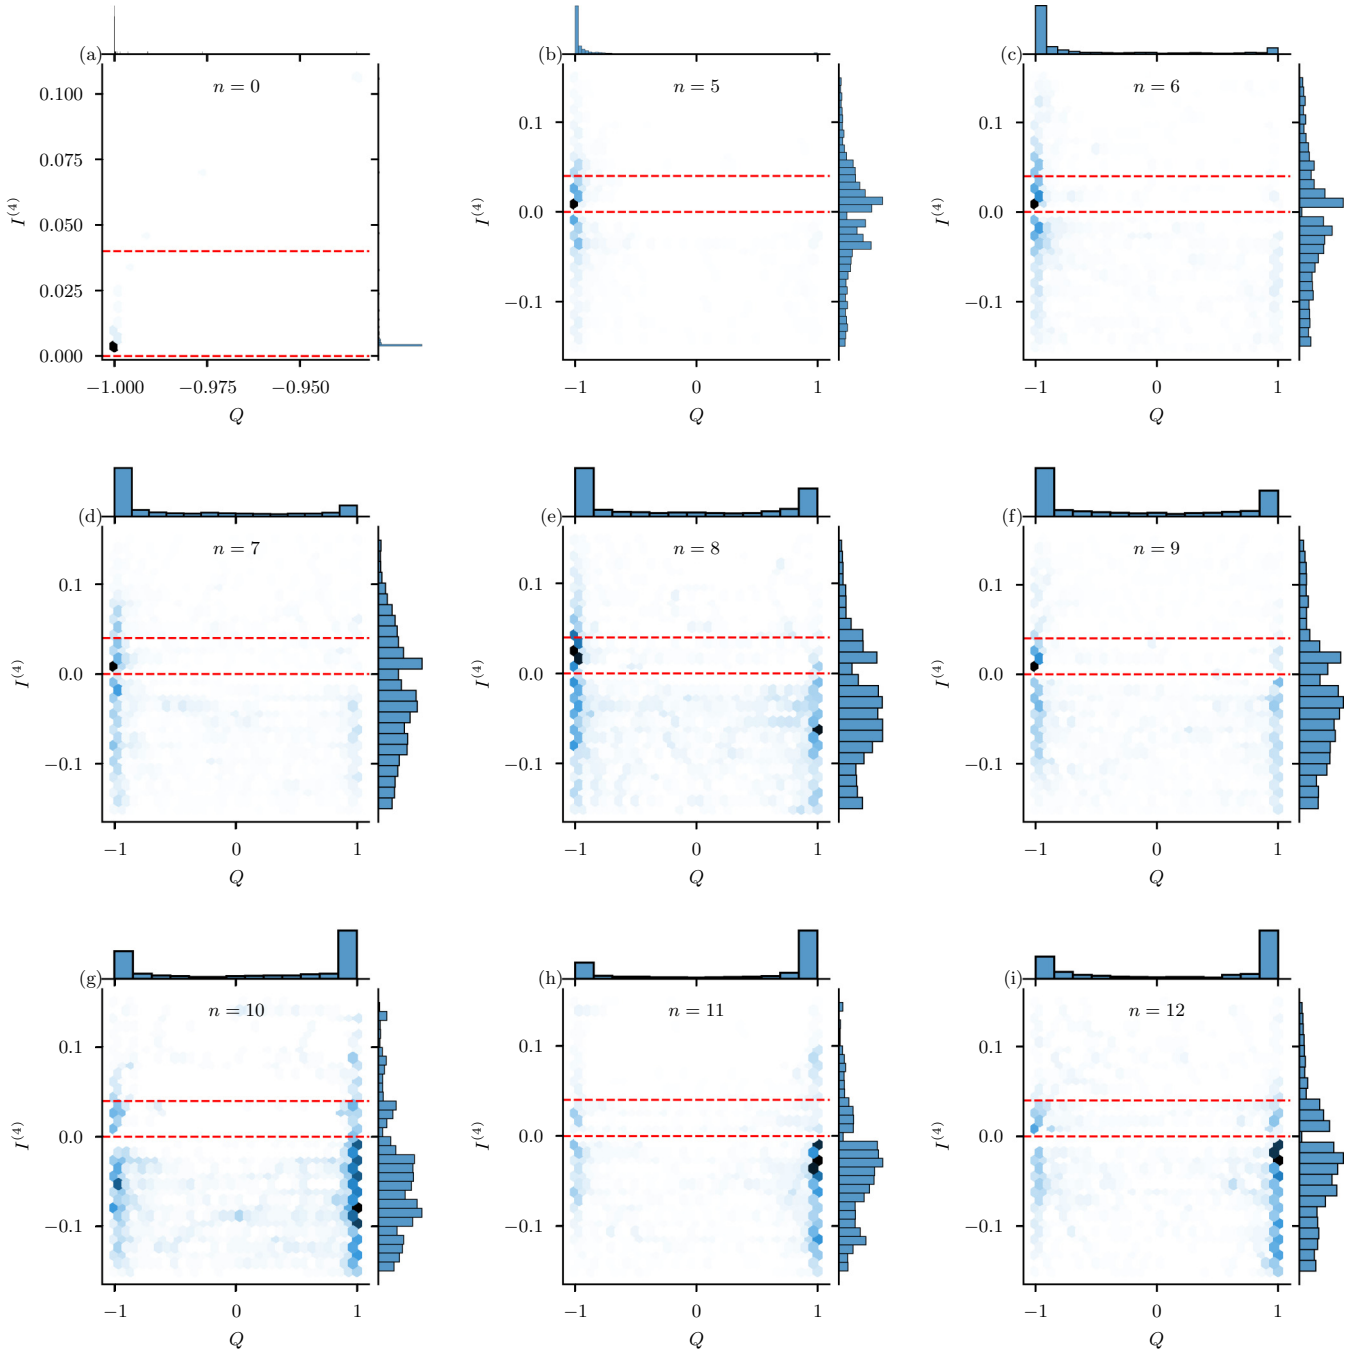 (a)
n = 0
0.100
0.075
0.050
0.025
0.000
I^(4)
−1.000 −0.975 −0.950
Q
(b)
n = 5
0.1
0.0
−0.1
I^(4)
−1 0 1
Q
(c)
n = 6
0.1
0.0
−0.1
I^(4)
−1 0 1
Q
(d)
n = 7
0.1
0.0
−0.1
I^(4)
−1 0 1
Q
(e)
n = 8
0.1
0.0
−0.1
I^(4)
−1 0 1
Q
(f)
n = 9
0.1
0.0
−0.1
I^(4)
−1 0 1
Q
(g)
n = 10
0.1
0.0
−0.1
I^(4)
−1 0 1
Q
(h)
n = 11
0.1
0.0
−0.1
I^(4)
−1 0 1
Q
(i)
n = 12
0.1
0.0
−0.1
I^(4)
−1 0 1
Q